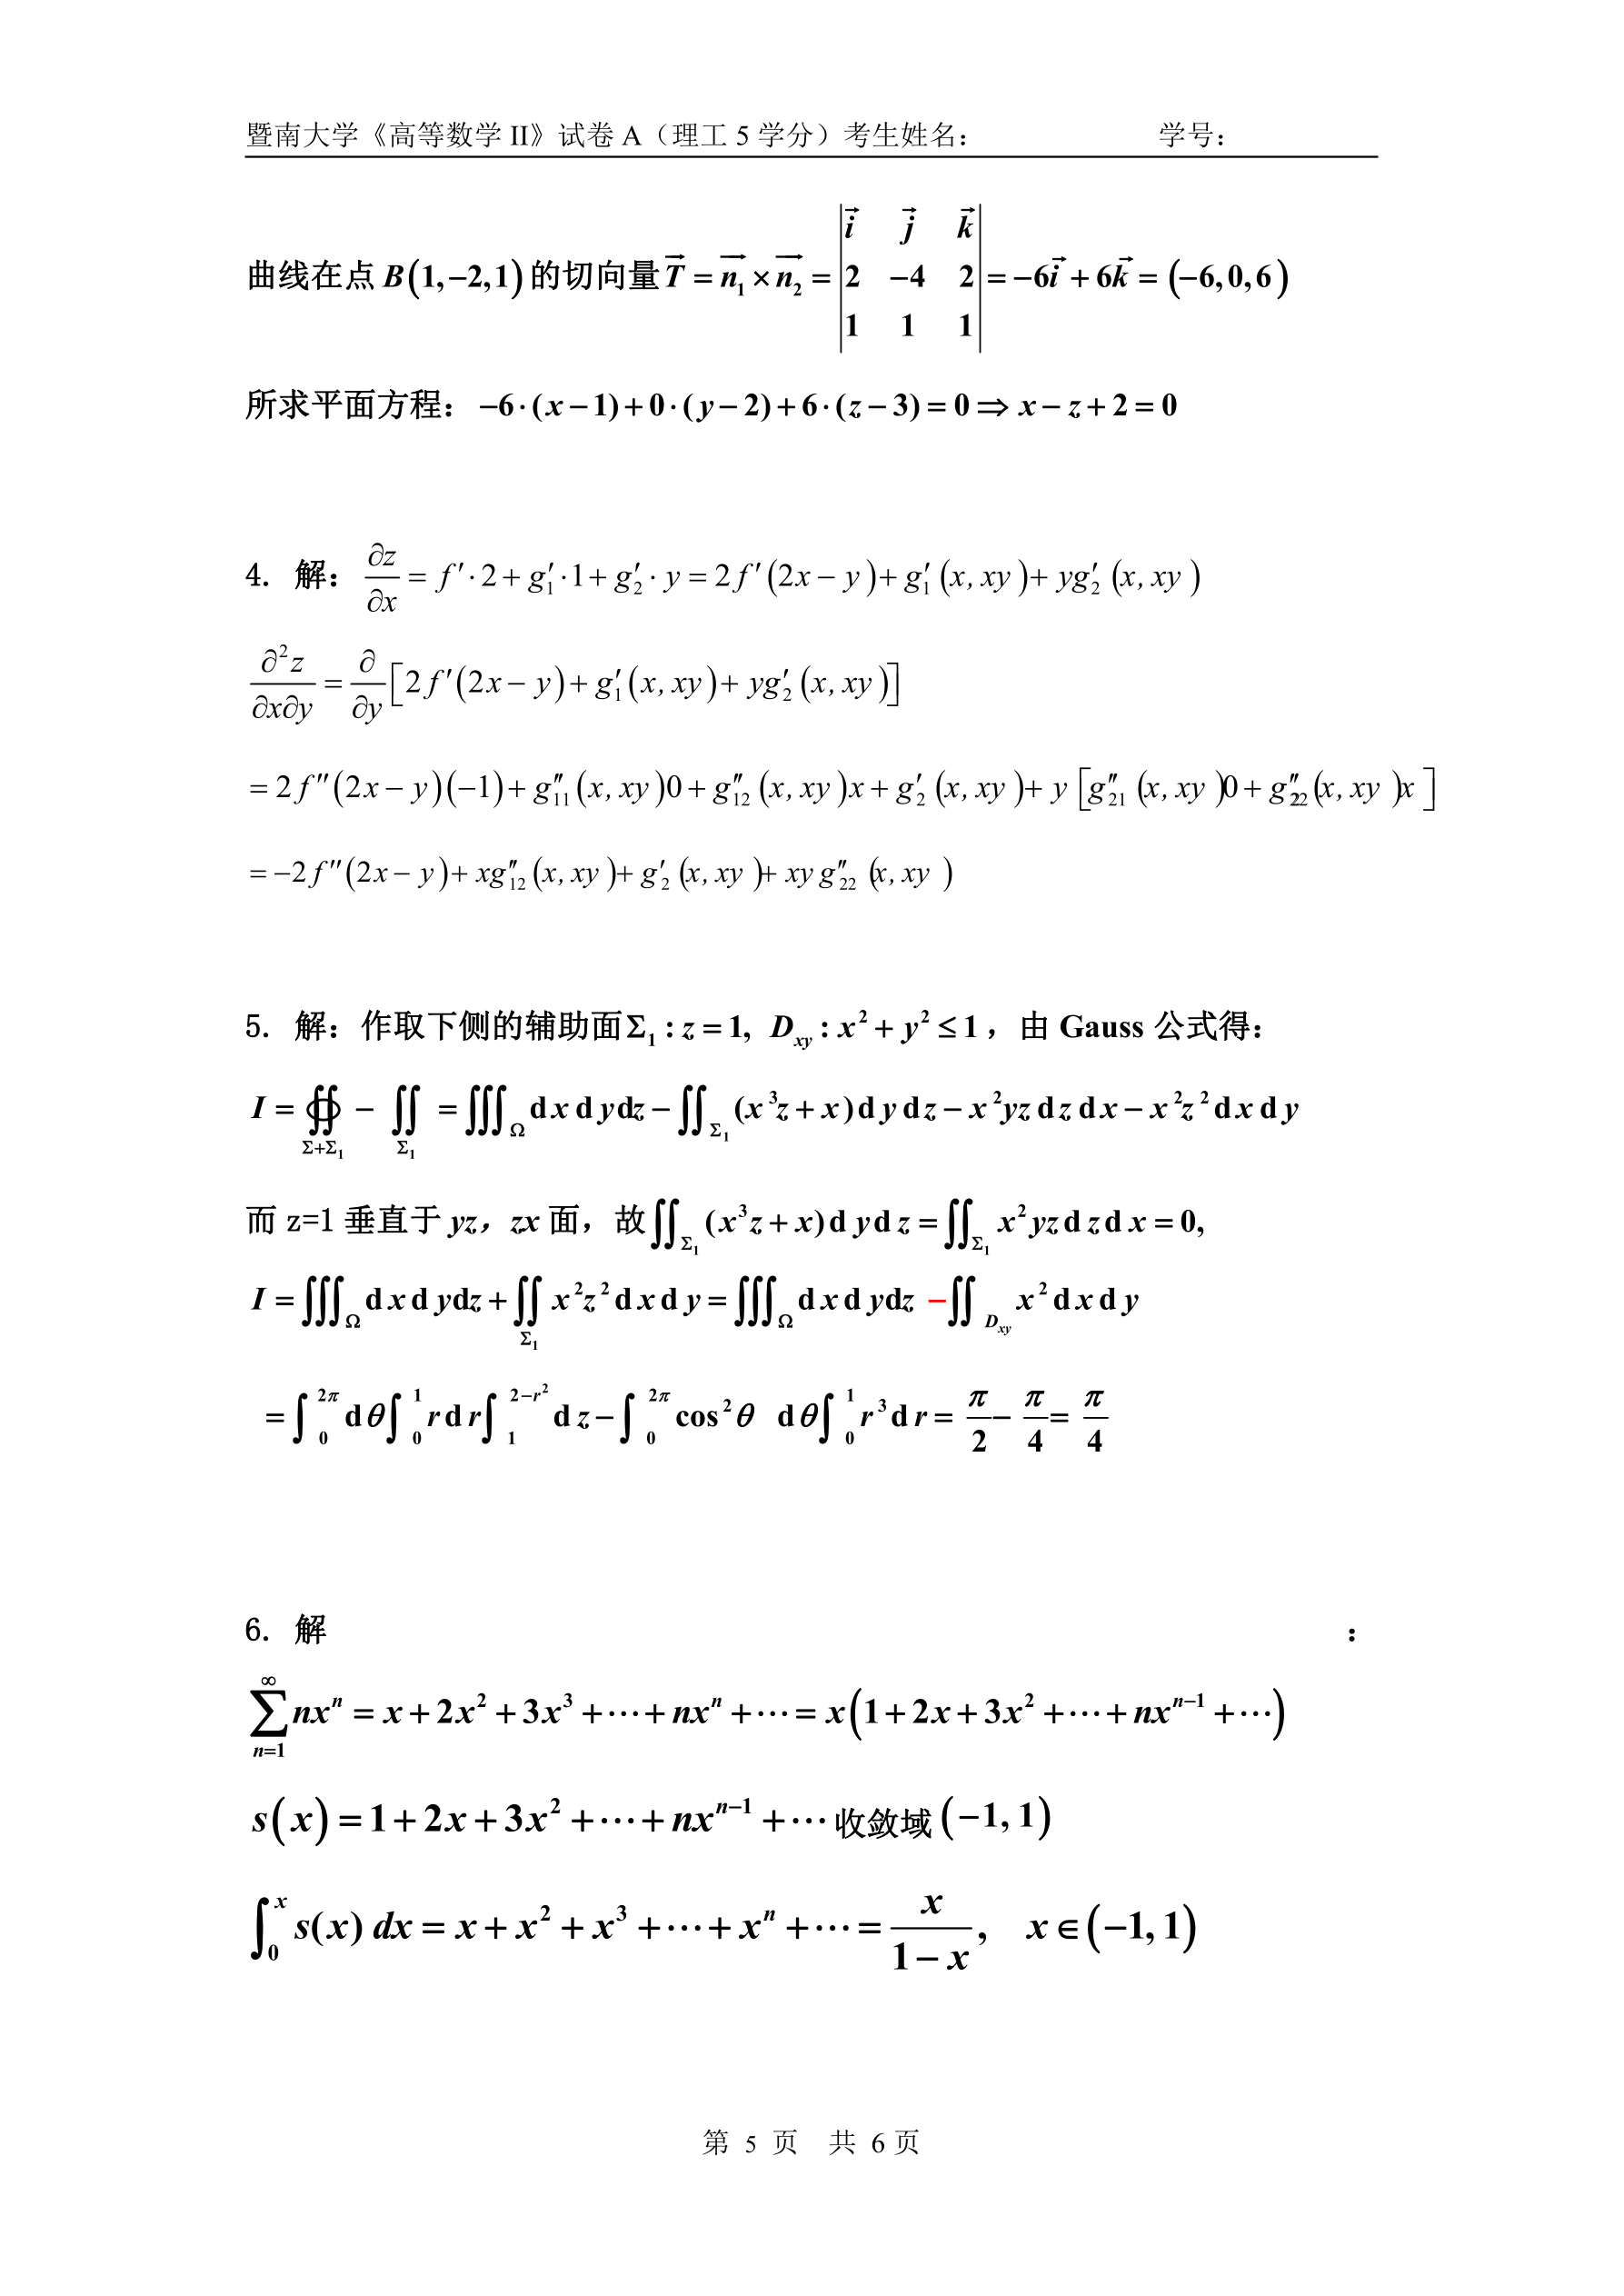 暨南大学《高等数学 II》试卷 A（理工 5 学分）考生姓名： 学号：
曲线在点 B(1,−2,1) 的切向量 $\vec{T} = \vec{n_1} \times \vec{n_2} = \begin{vmatrix} \vec{i} & \vec{j} & \vec{k} \\ 2 & -4 & 2 \\ 1 & 1 & 1 \end{vmatrix} = -6\vec{i} + 6\vec{k} = (-6,0,6)$
所求平面方程： $-6\cdot(x-1)+0\cdot(y-2)+6\cdot(z-3)=0 \Rightarrow x-z+2=0$
4. 解： $\frac{\partial z}{\partial x} = f'\cdot 2 + g_1'\cdot 1 + g_2'\cdot y = 2f'(2x-y) + g_1'(x,xy) + yg_2'(x,xy)$
$\frac{\partial^2 z}{\partial x\partial y} = \frac{\partial}{\partial y}\left[2f'(2x-y) + g_1'(x,xy) + yg_2'(x,xy)\right]$
$= 2f''(2x-y)(-1) + g_{11}''(x,xy)0 + g_{12}''(x,xy)x + g_2'(x,xy) + y\left[g_{21}''(x,xy)0 + g_{22}''(x,xy)x\right]$
$= -2f''(2x-y) + xg_{12}''(x,xy) + g_2'(x,xy) + xyg_{22}''(x,xy)$
5. 解：作取下侧的辅助面 $\Sigma_1 : z=1,\ D_{xy} : x^2+y^2 \le 1$ ，由 Gauss 公式得：
$I = \oiint_{\Sigma+\Sigma_1} - \iint_{\Sigma_1} = \iiint_\Omega dxdydz - \iint_{\Sigma_1} (x^3z+x)dydz - x^2yzdzdx - x^2z^2dxdy$
而 z=1 垂直于 yz，zx 面，故 $\iint_{\Sigma_1} (x^3z+x)dydz = \iint_{\Sigma_1} x^2yzdzdx = 0,$
$I = \iiint_\Omega dxdydz + \iint_{\Sigma_1} x^2z^2dxdy = \iiint_\Omega dxdydz - \iint_{D_{xy}} x^2dxdy$
$= \int_0^{2\pi} d\theta \int_0^1 rdr \int_1^{2-r^2} dz - \int_0^{2\pi} \cos^2\theta\ d\theta \int_0^1 r^3dr = \frac{\pi}{2} - \frac{\pi}{4} = \frac{\pi}{4}$
6. 解 ：
$\sum_{n=1}^{\infty} nx^n = x+2x^2+3x^3+\cdots+nx^n+\cdots = x\left(1+2x+3x^2+\cdots+nx^{n-1}+\cdots\right)$
$s(x) = 1+2x+3x^2+\cdots+nx^{n-1}+\cdots$ 收敛域 $(-1,1)$
$\int_0^x s(x)\,dx = x+x^2+x^3+\cdots+x^n+\cdots = \frac{x}{1-x},\quad x\in(-1,1)$
第 5 页 共 6 页